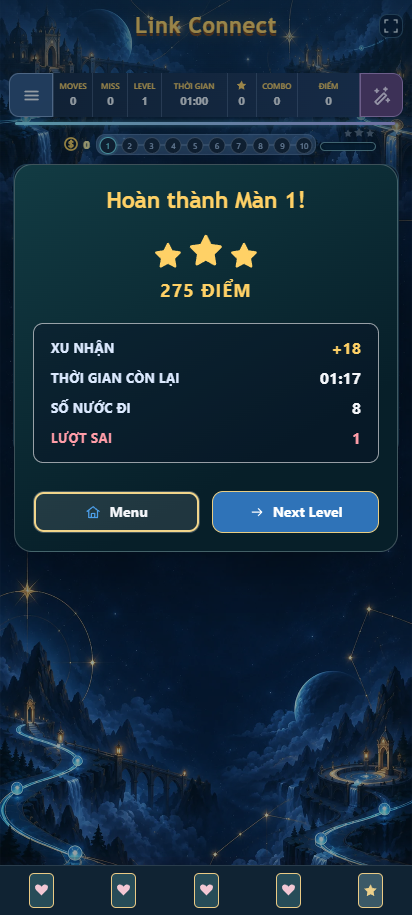 Link Connect
MOVES MISS LEVEL THỜI GIAN COMBO ĐIỂM
0 0 1 01:00 0 0 0
0 1 2 3 4 5 6 7 8 9 10
Hoàn thành Màn 1!
275 ĐIỂM
XU NHẬN +18
THỜI GIAN CÒN LẠI 01:17
SỐ NƯỚC ĐI 8
LƯỢT SAI 1
Menu Next Level